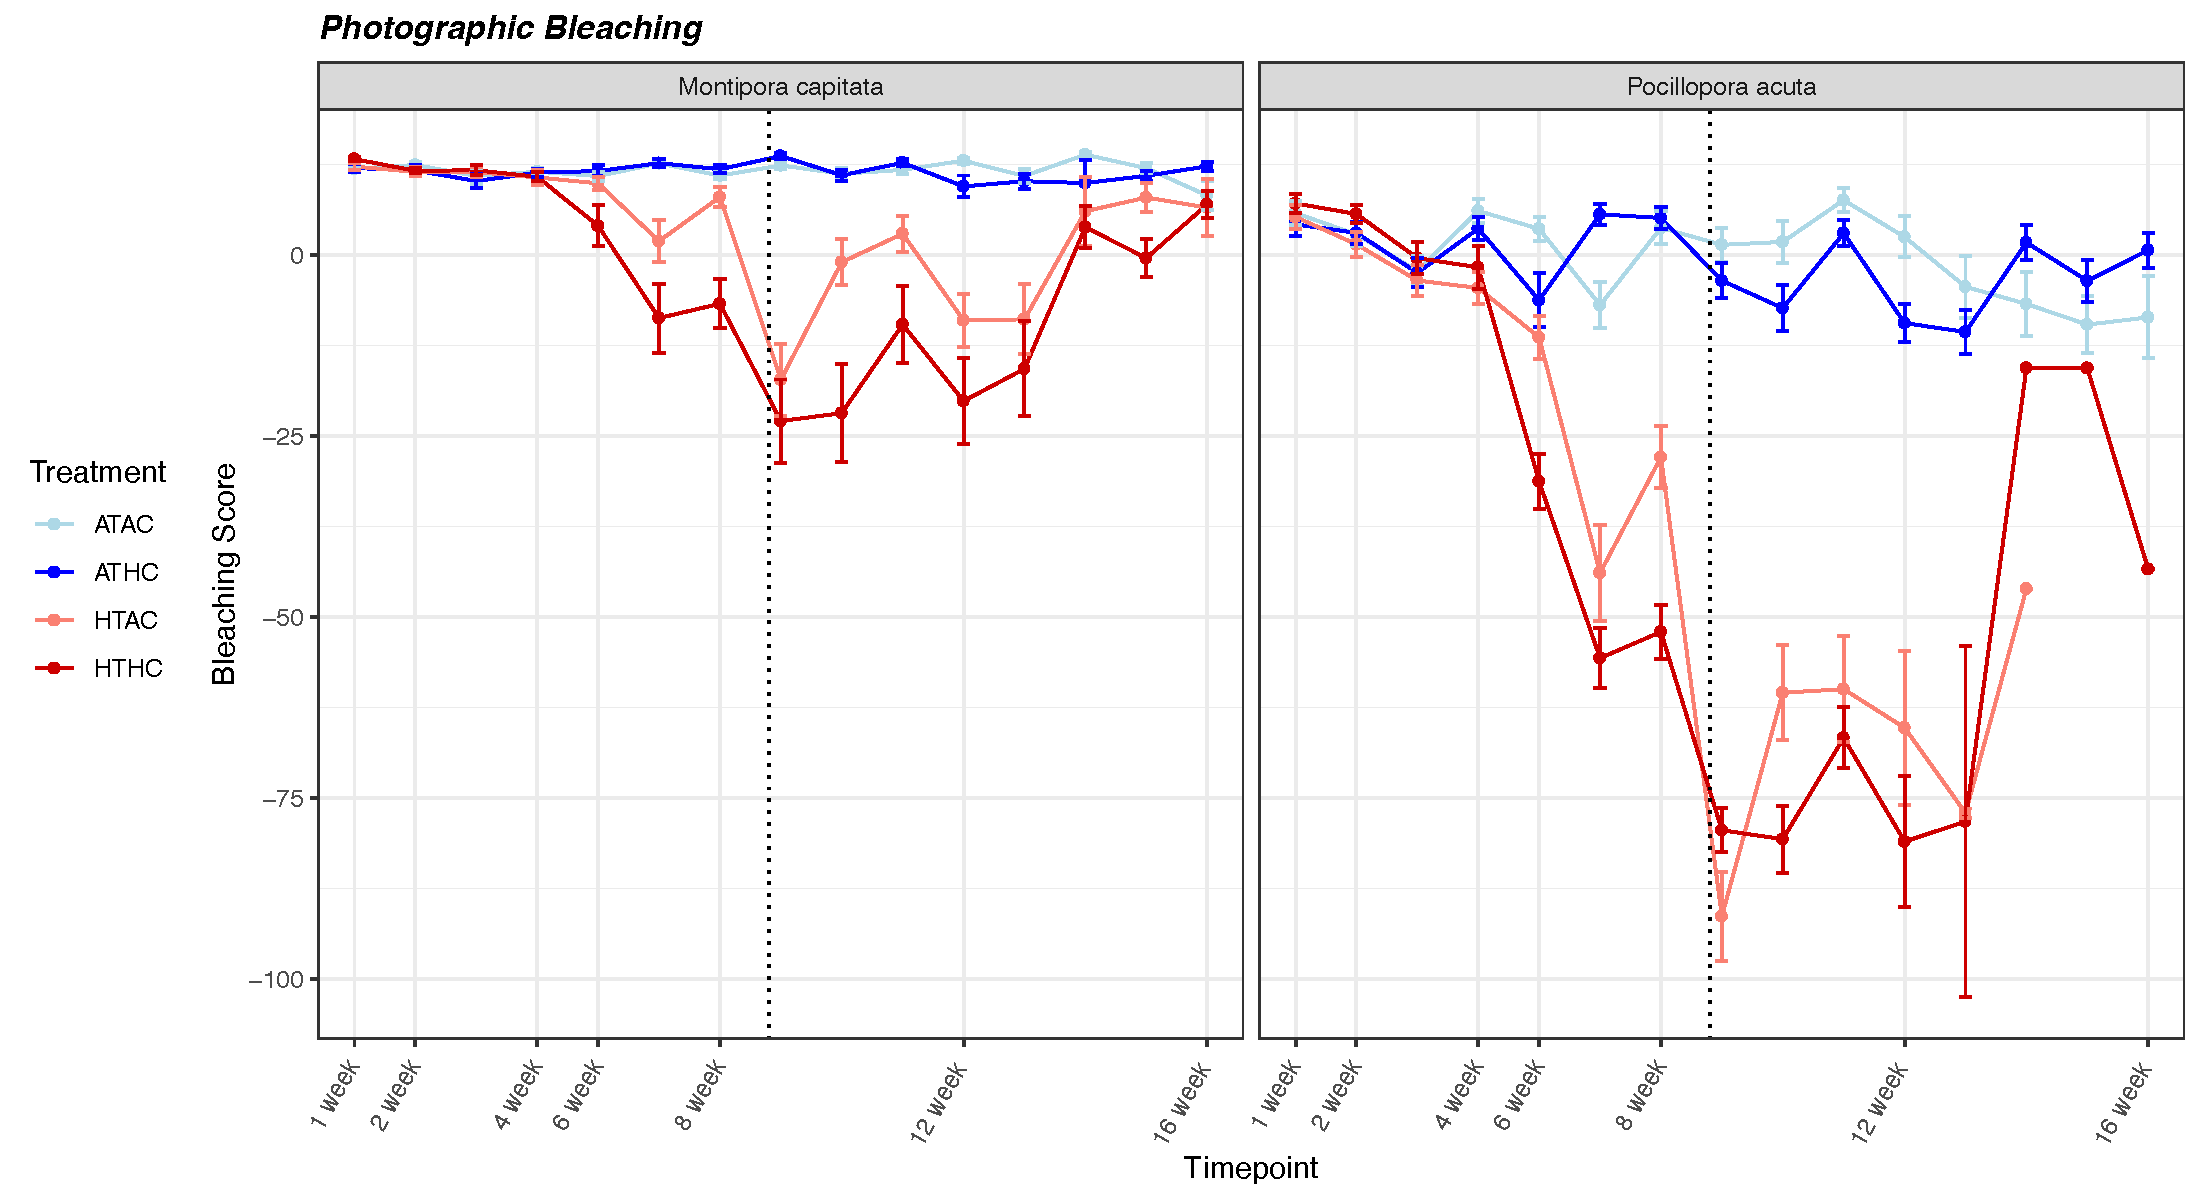 Photographic Bleaching
Montipora capitata
Pocillopora acuta
Treatment
ATAC
ATHC
HTAC
HTHC
Bleaching Score
0
−25
−50
−75
−100
1 week
2 week
4 week
6 week
8 week
12 week
16 week
1 week
2 week
4 week
6 week
8 week
12 week
16 week
Timepoint